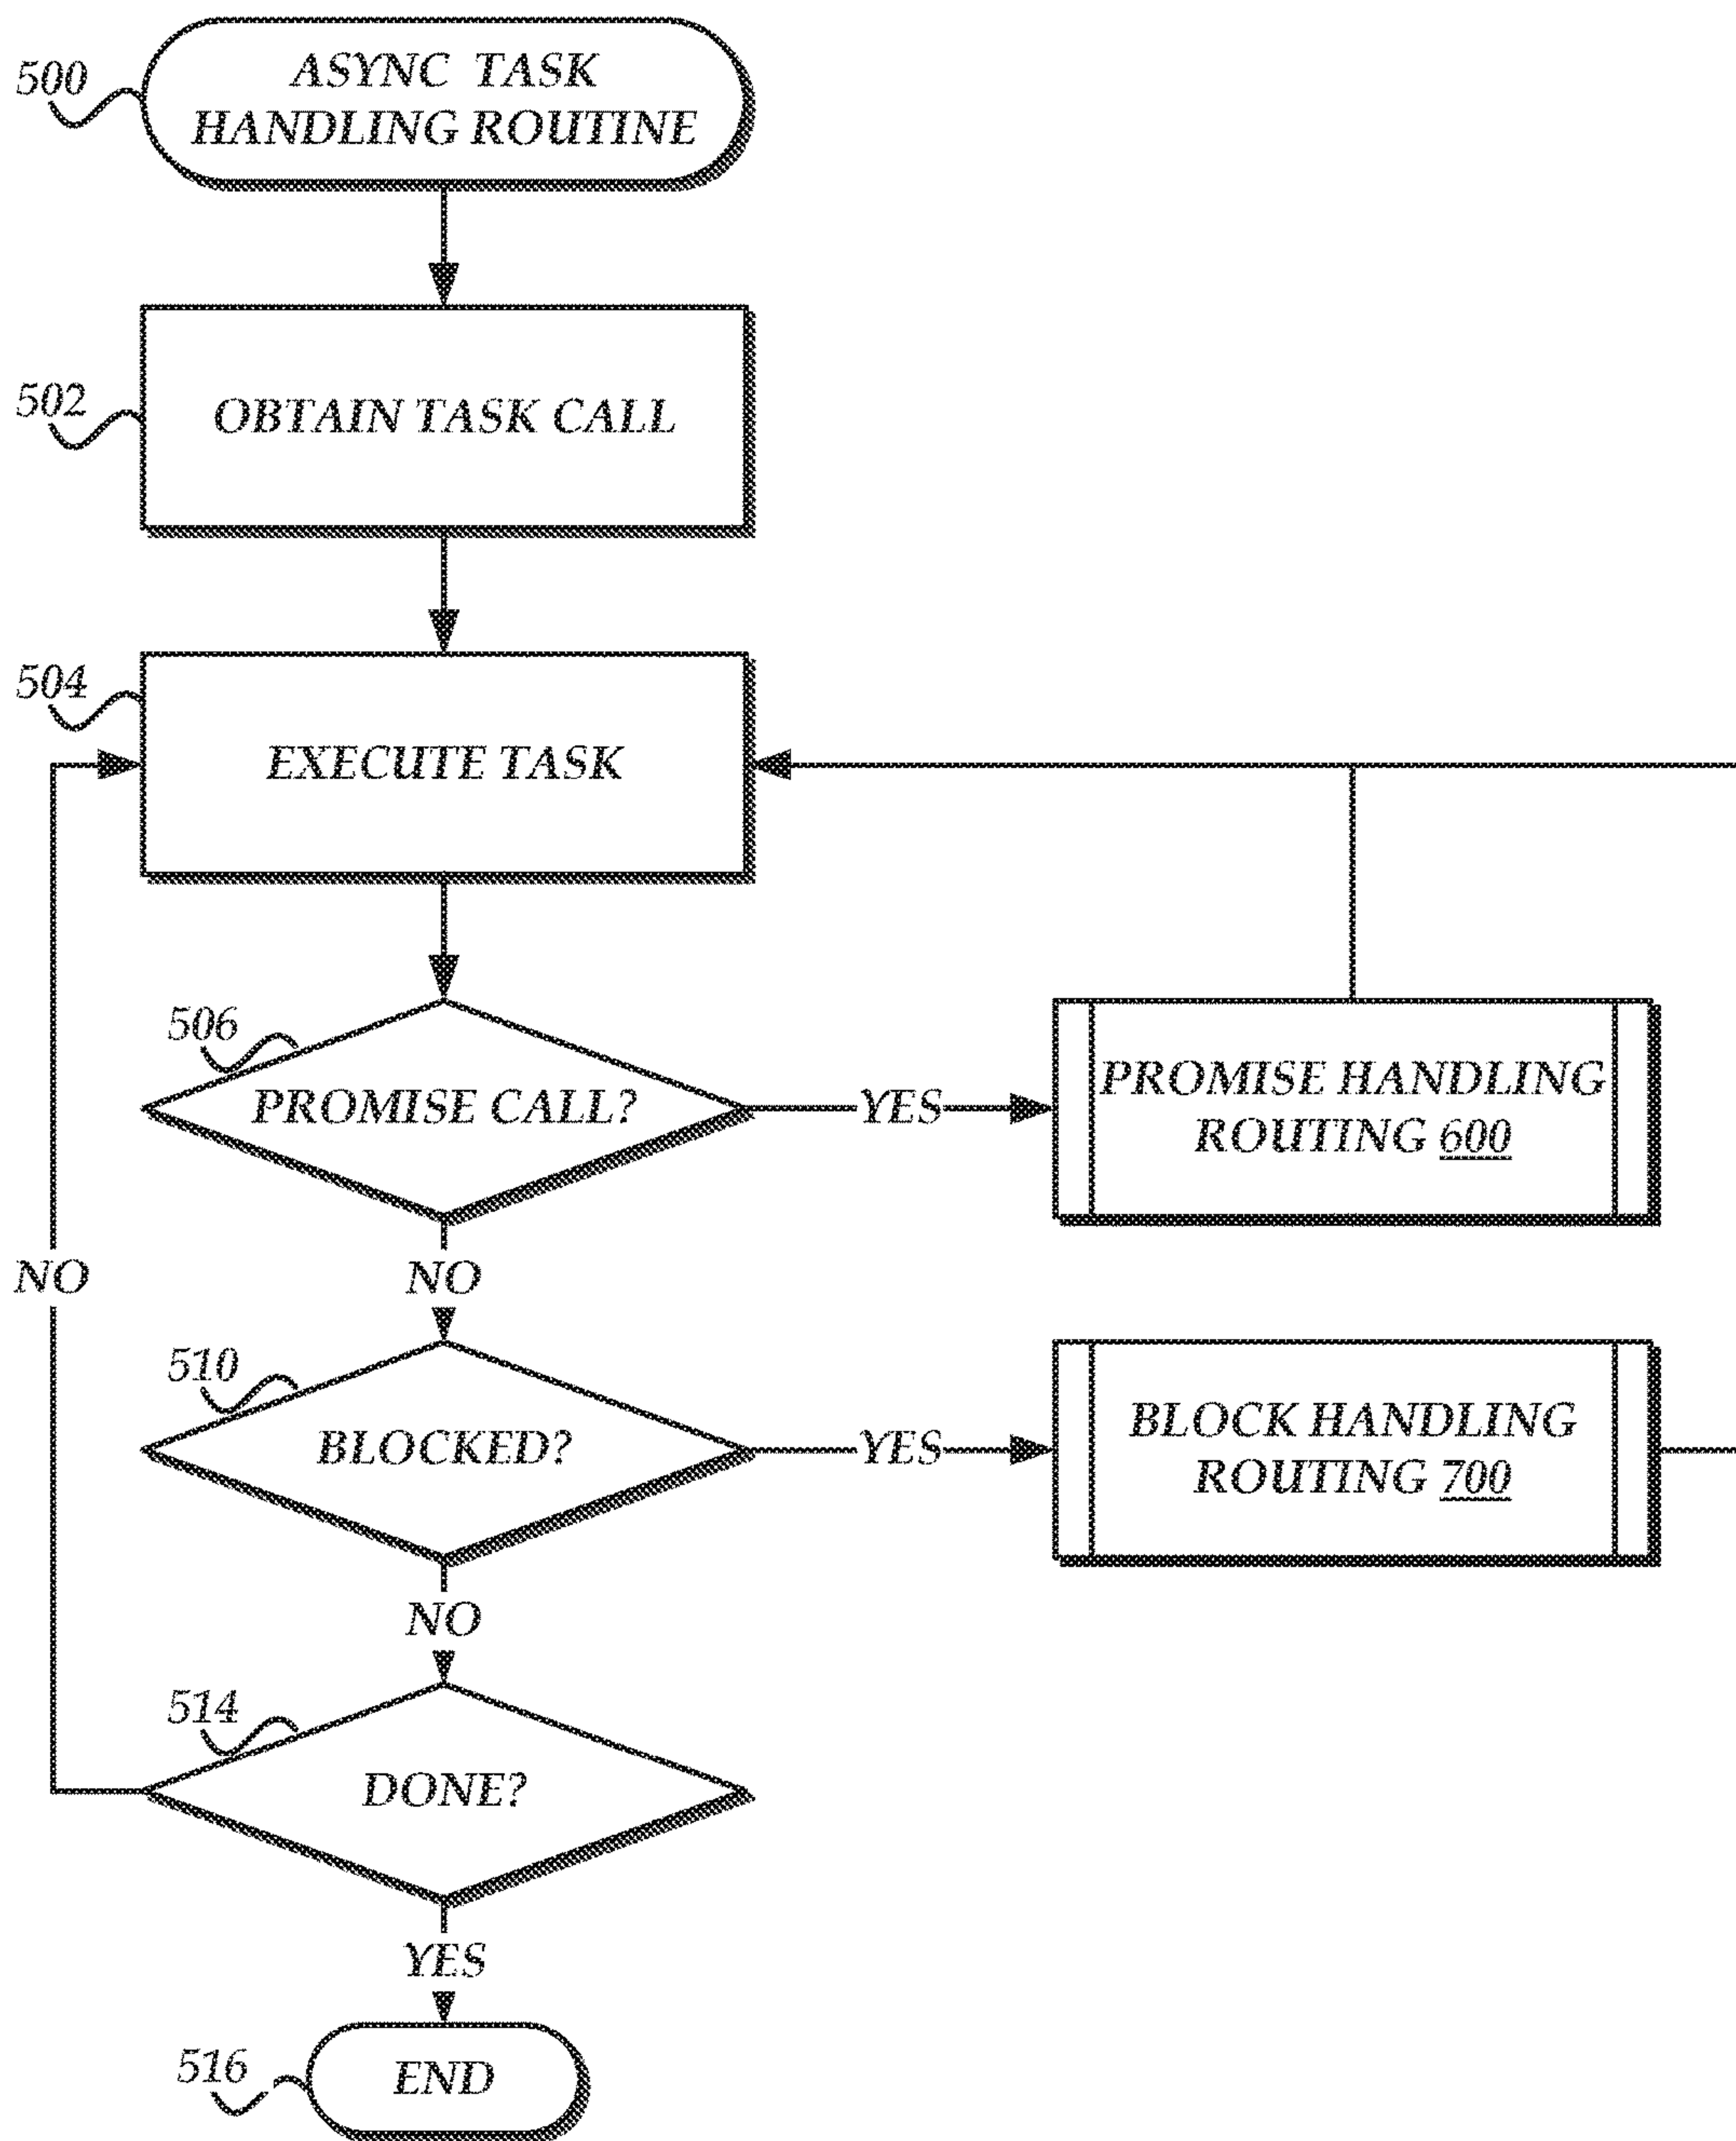 500
ASYNC TASK
HANDLING ROUTINE
502
OBTAIN TASK CALL
504
EXECUTE TASK
506
PROMISE CALL?
YES
PROMISE HANDLING
ROUTING 600
NO
NO
510
BLOCKED?
YES
BLOCK HANDLING
ROUTING 700
NO
514
DONE?
YES
516
END